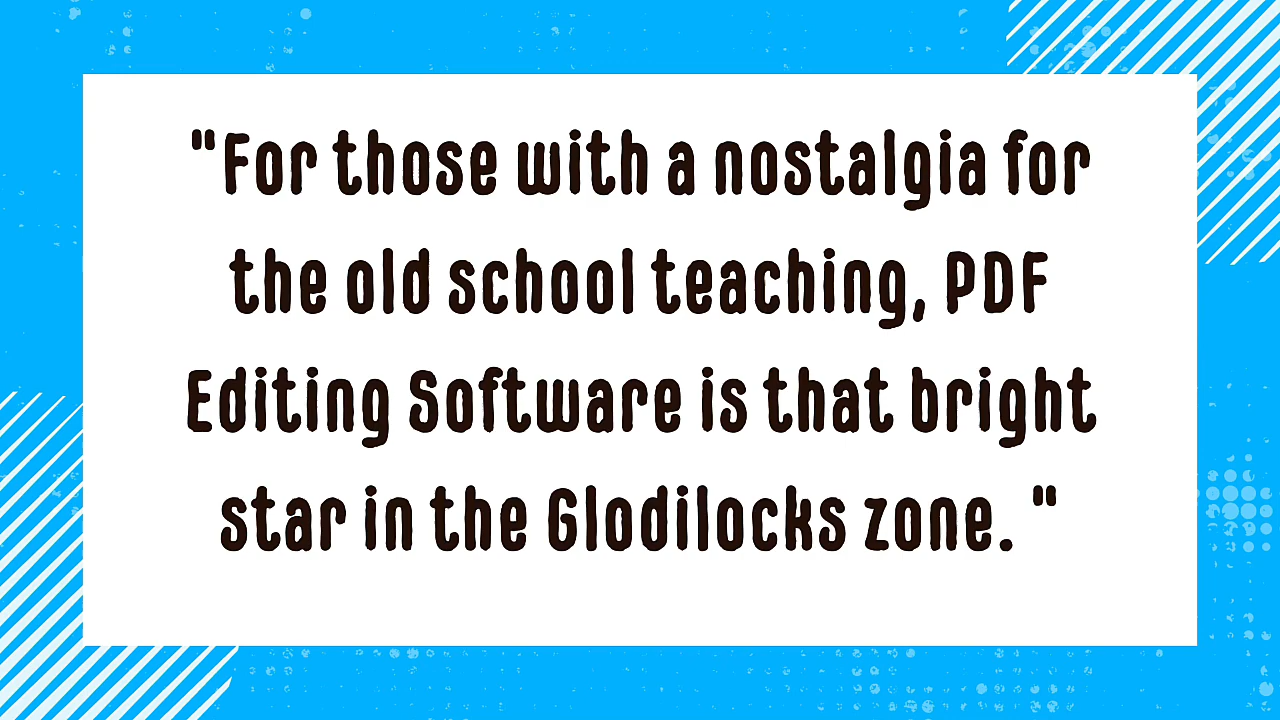 "For those with a nostalgia for
the old school teaching, PDF
Editing Software is that bright
star in the Glodilocks zone. "